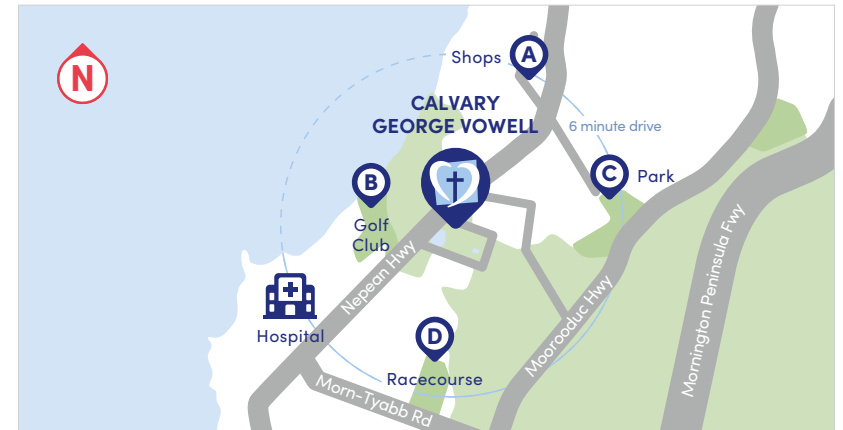 N
Shops
A
CALVARY
GEORGE VOWELL
6 minute drive
B
C
Park
Golf
Club
Nepean Hwy
Hospital
D
Racecourse
Morn-Tyabb Rd
Moorooduc Hwy
Mornington Peninsula Fwy